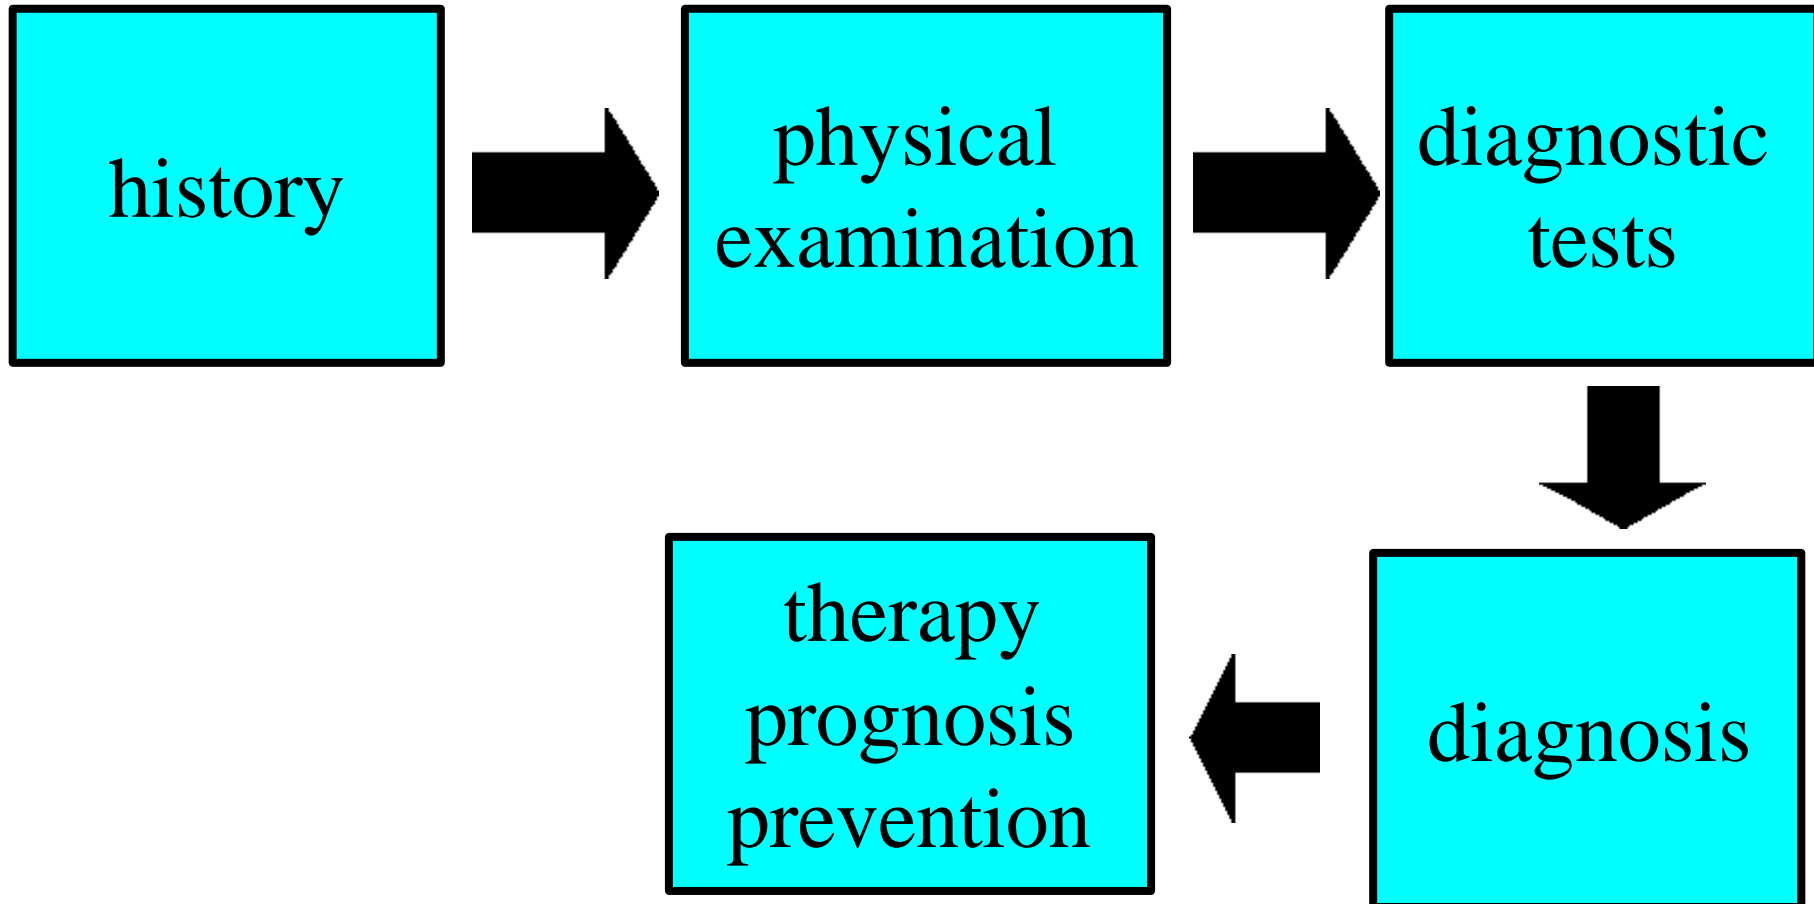 history
physical
examination
diagnostic
tests
diagnosis
therapy
prognosis
prevention